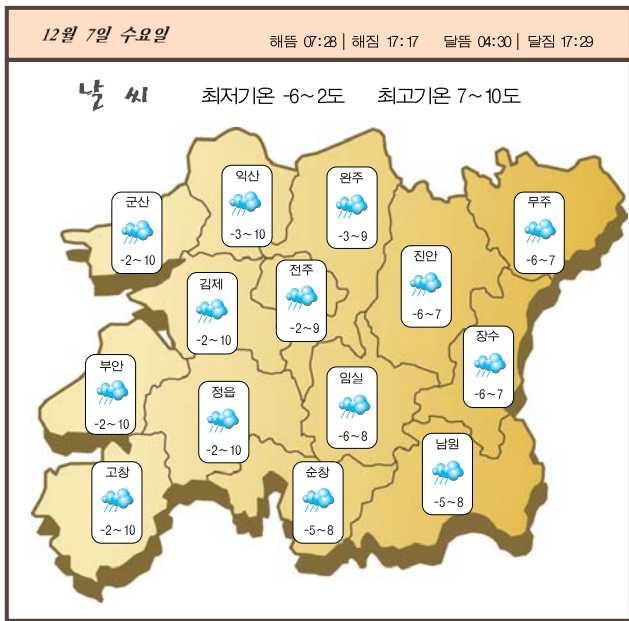 12월 7일 수요일
해뜸 07:28 | 해짐 17:17 달뜸 04:30 | 달짐 17:29
날 씨 최저기온 -6~2도 최고기온 7~10도
익산
-3~10
완주
-3~9
군산
-2~10
무주
-6~7
진안
-6~7
전주
-2~9
김제
-2~10
장수
-6~7
부안
-2~10
임실
-6~8
정읍
-2~10
남원
-5~8
고창
-2~10
순창
-5~8